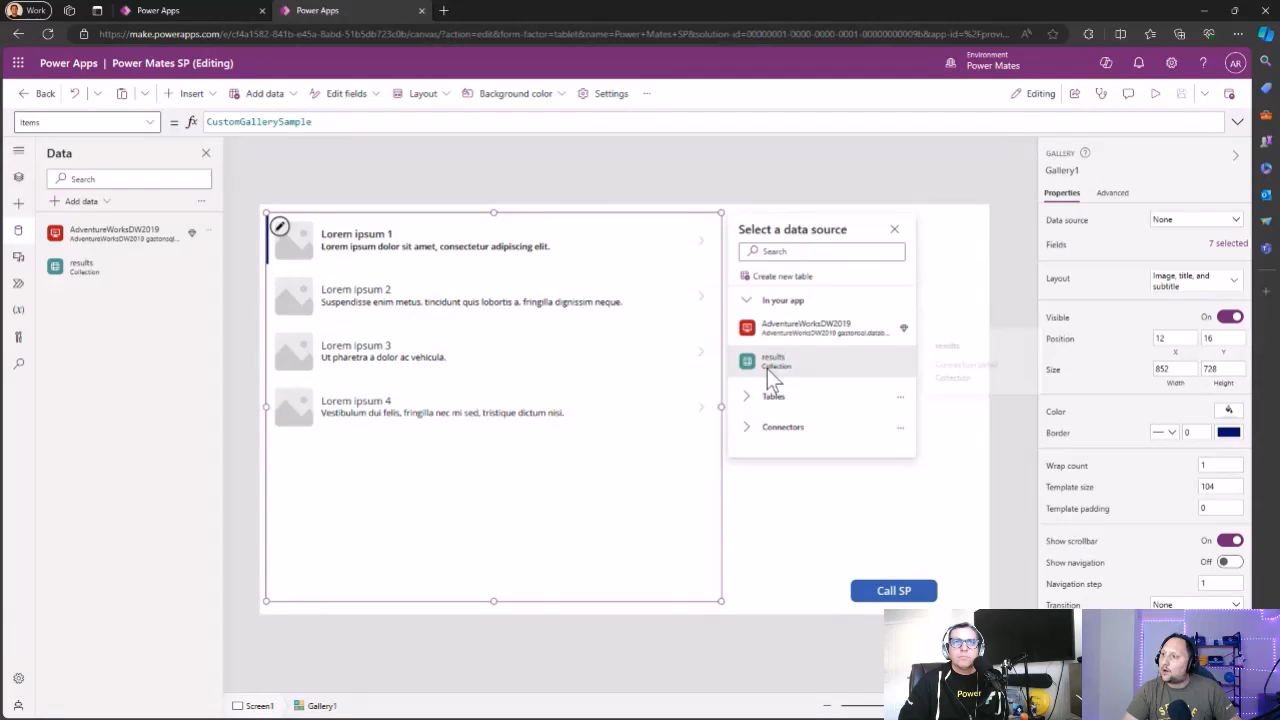 Work
Power Apps
Power Apps
https://make.powerapps.com/e/cf4a1582-841b-e45a-8abd-51b5db723c0b/canvas/?action=edit&form-factor=tablet&name=Power+Mates+SP&solution-id=00000001-0000-0000-0001-00000000009b&app-id=%2Fprovi...
Power Apps | Power Mates SP (Editing)
Environment
Power Mates
AR
Back
Insert
Add data
Edit fields
Layout
Background color
Settings
Editing
Items
= fx
CustomGallerySample
Data
Search
Add data
AdventureWorksDW2019
AdventureWorksDW2019 gastonsql...
results
Collection
Lorem ipsum 1
Lorem ipsum dolor sit amet, consectetur adipiscing elit.
Lorem ipsum 2
Suspendisse enim metus, tincidunt quis lobortis a, fringilla dignissim neque.
Lorem ipsum 3
Ut pharetra a dolor ac vehicula.
Lorem ipsum 4
Vestibulum dui felis, fringilla nec mi sed, tristique dictum nisi.
Select a data source
Search
Create new table
In your app
AdventureWorksDW2019
AdventureWorksDW2019 gastonsql.datab...
results
Collection
Tables
Connectors
results
Collection
Call SP
GALLERY
Gallery1
Properties
Advanced
Data source
None
Fields
7 selected
Layout
Image, title, and subtitle
Visible
On
Position
12
16
X
Y
Size
852
728
Width
Height
Color
Border
0
Wrap count
1
Template size
104
Template padding
0
Show scrollbar
On
Show navigation
Off
Navigation step
1
Transition
None
Screen1
Gallery1
Power